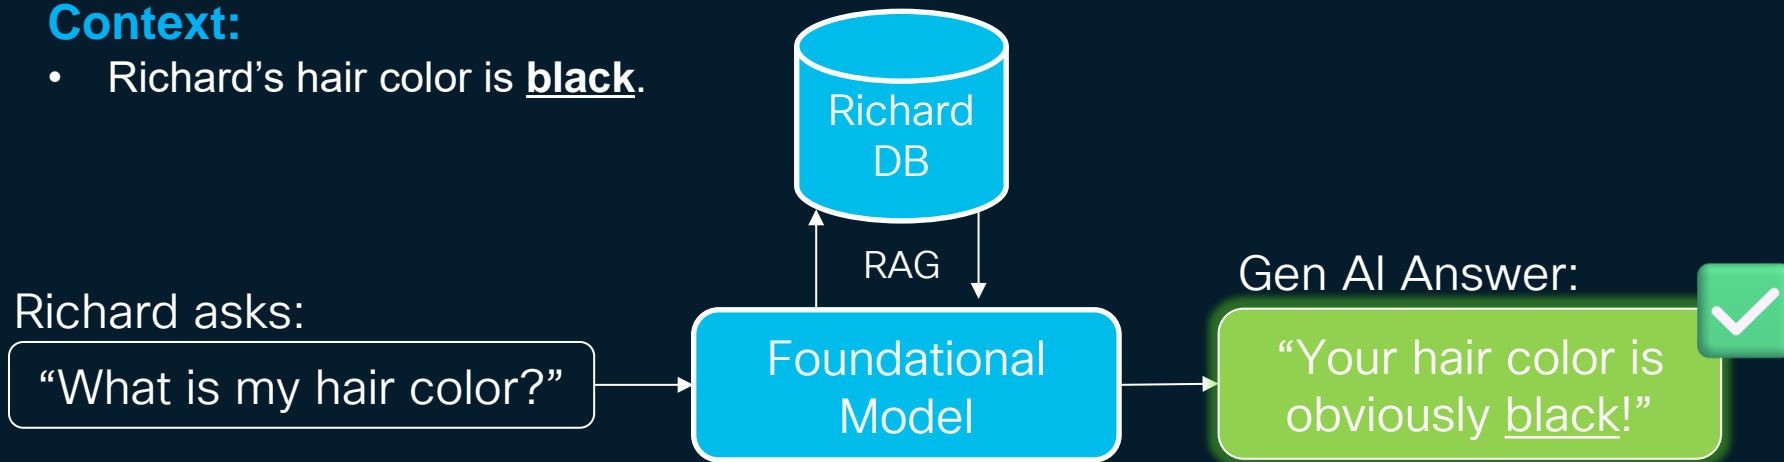 Context:
• Richard’s hair color is black.
Richard
DB
RAG
Richard asks:
“What is my hair color?”
Foundational
Model
Gen AI Answer:
“Your hair color is
obviously black!”